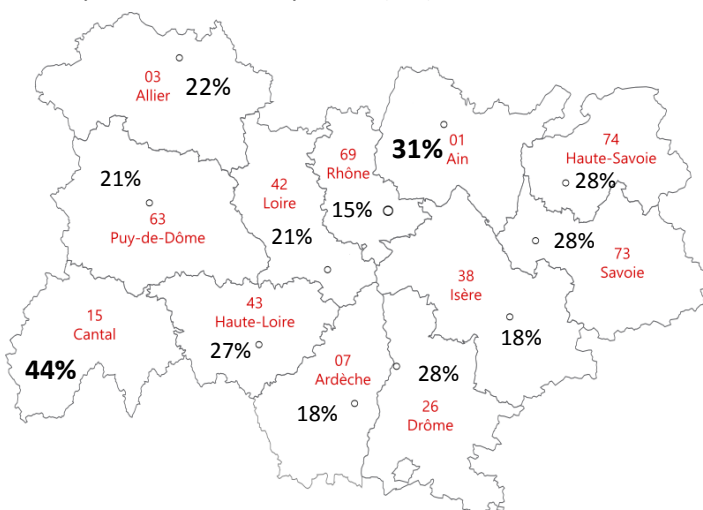 03
Allier
22%
01
Ain
31%
69
Rhône
15%
74
Haute-Savoie
28%
21%
63
Puy-de-Dôme
42
Loire
21%
28%
73
Savoie
38
Isère
18%
15
Cantal
44%
43
Haute-Loire
27%
07
Ardèche
18%
28%
26
Drôme